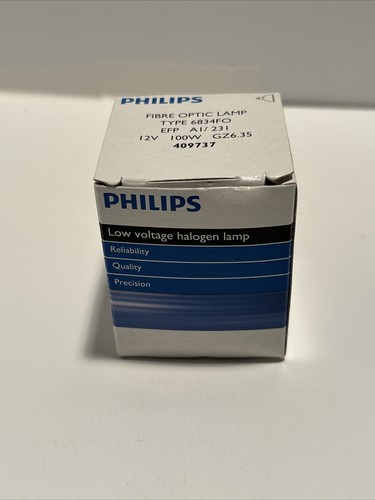 PHILIPS
FIBRE OPTIC LAMP
TYPE 6834FO
EFP A1/231
12V 100W GZ6.35
409737
PHILIPS
Low voltage halogen lamp
Reliability
Quality
Precision